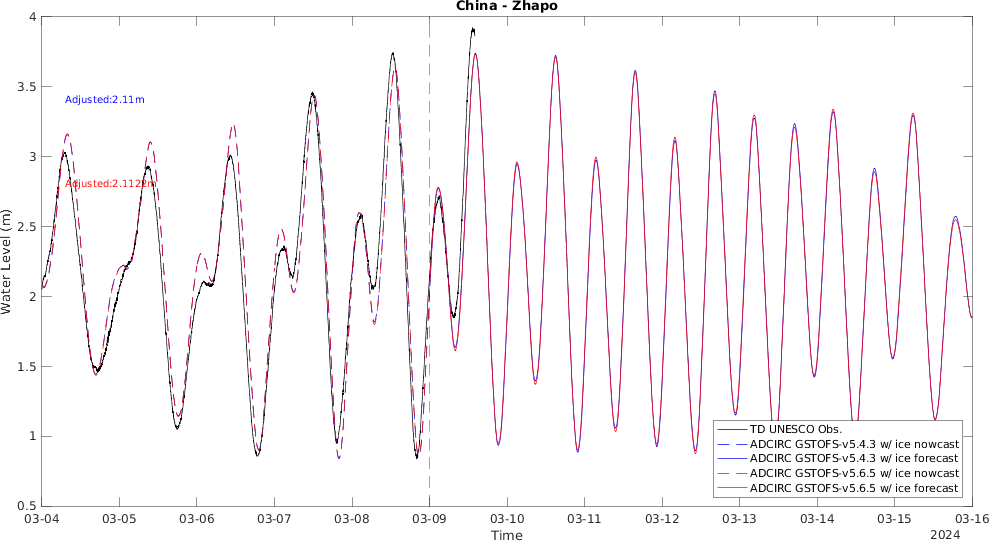 China - Zhapo
Water Level (m)
4
3.5
3
2.5
2
1.5
1
0.5
Adjusted:2.11m
Adjusted:2.1122m
TD UNESCO Obs.
ADCIRC GSTOFS-v5.4.3 w/ ice nowcast
ADCIRC GSTOFS-v5.4.3 w/ ice forecast
ADCIRC GSTOFS-v5.6.5 w/ ice nowcast
ADCIRC GSTOFS-v5.6.5 w/ ice forecast
03-04 03-05 03-06 03-07 03-08 03-09 03-10 03-11 03-12 03-13 03-14 03-15 03-16
Time
2024